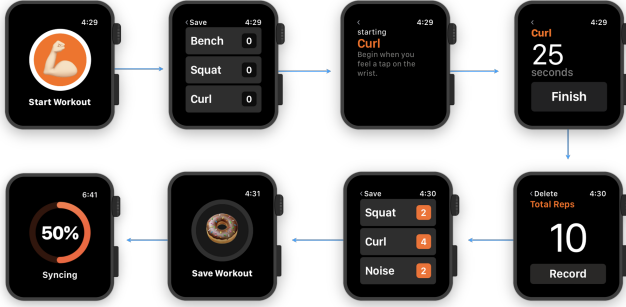 4:29
Start Workout
‹ Save 4:29
Bench 0
Squat 0
Curl 0
‹ 4:29
starting
Curl
Begin when you
feel a tap on the
wrist.
‹ 4:29
Curl
25
seconds
Finish
‹ Delete 4:30
Total Reps
10
Record
‹ Save 4:30
Squat 2
Curl 4
Noise 2
4:31
Save Workout
6:41
50%
Syncing